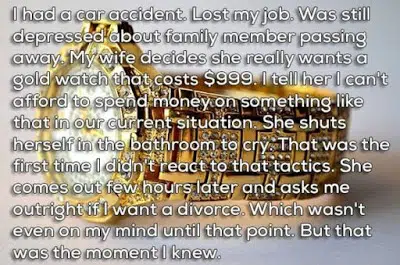 I had a car accident. Lost my job. Was still
depressed about family member passing
away. My wife decides she really wants a
gold watch that costs $999. I tell her I can't
afford to spend money on something like
that in our current situation. She shuts
herself in the bathroom to cry. That was the
first time I didn't react to that tactics. She
comes out few hours later and asks me
outright if I want a divorce. Which wasn't
even on my mind until that point. But that
was the moment I knew.